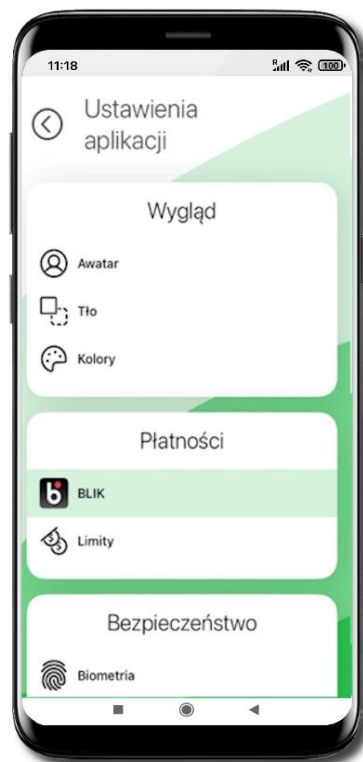 11:18
R
100
Ustawienia
aplikacji
Wygląd
Awatar
Tło
Kolory
Płatności
b BLIK
Limity
Bezpieczeństwo
Biometria